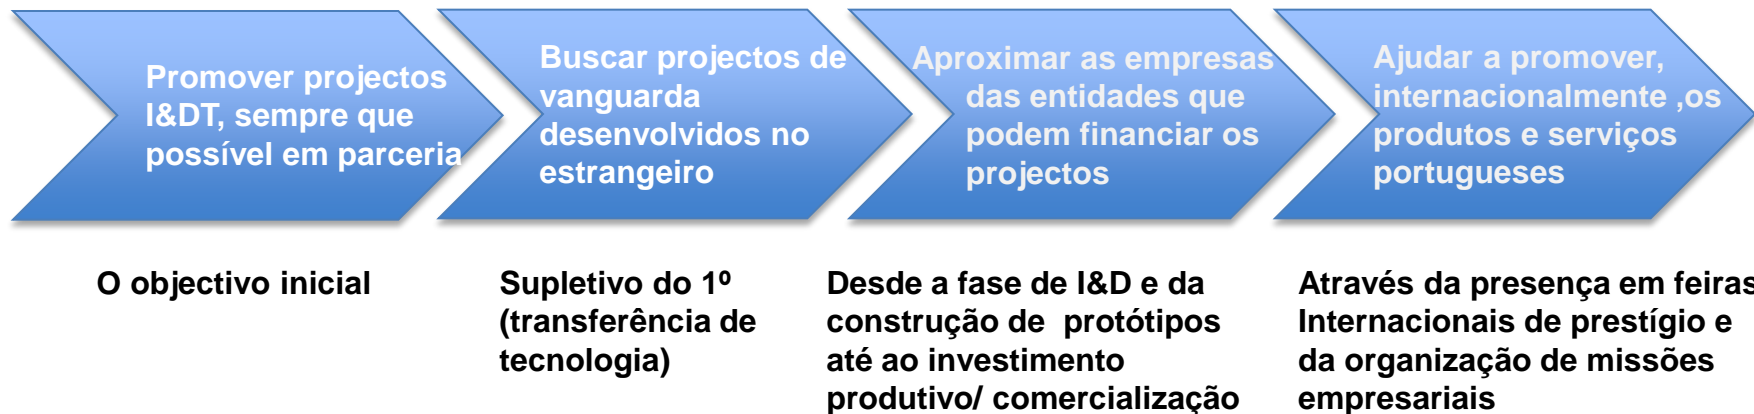 Promover projectos
I&DT, sempre que
possível em parceria
Buscar projectos de
vanguarda
desenvolvidos no
estrangeiro
Aproximar as empresas
das entidades que
podem financiar os
projectos
Ajudar a promover,
internacionalmente ,os
produtos e serviços
portugueses
O objectivo inicial
Supletivo do 1º
(transferência de
tecnologia)
Desde a fase de I&D e da
construção de protótipos
até ao investimento
produtivo/ comercialização
Através da presença em feiras
Internacionais de prestígio e
da organização de missões
empresariais